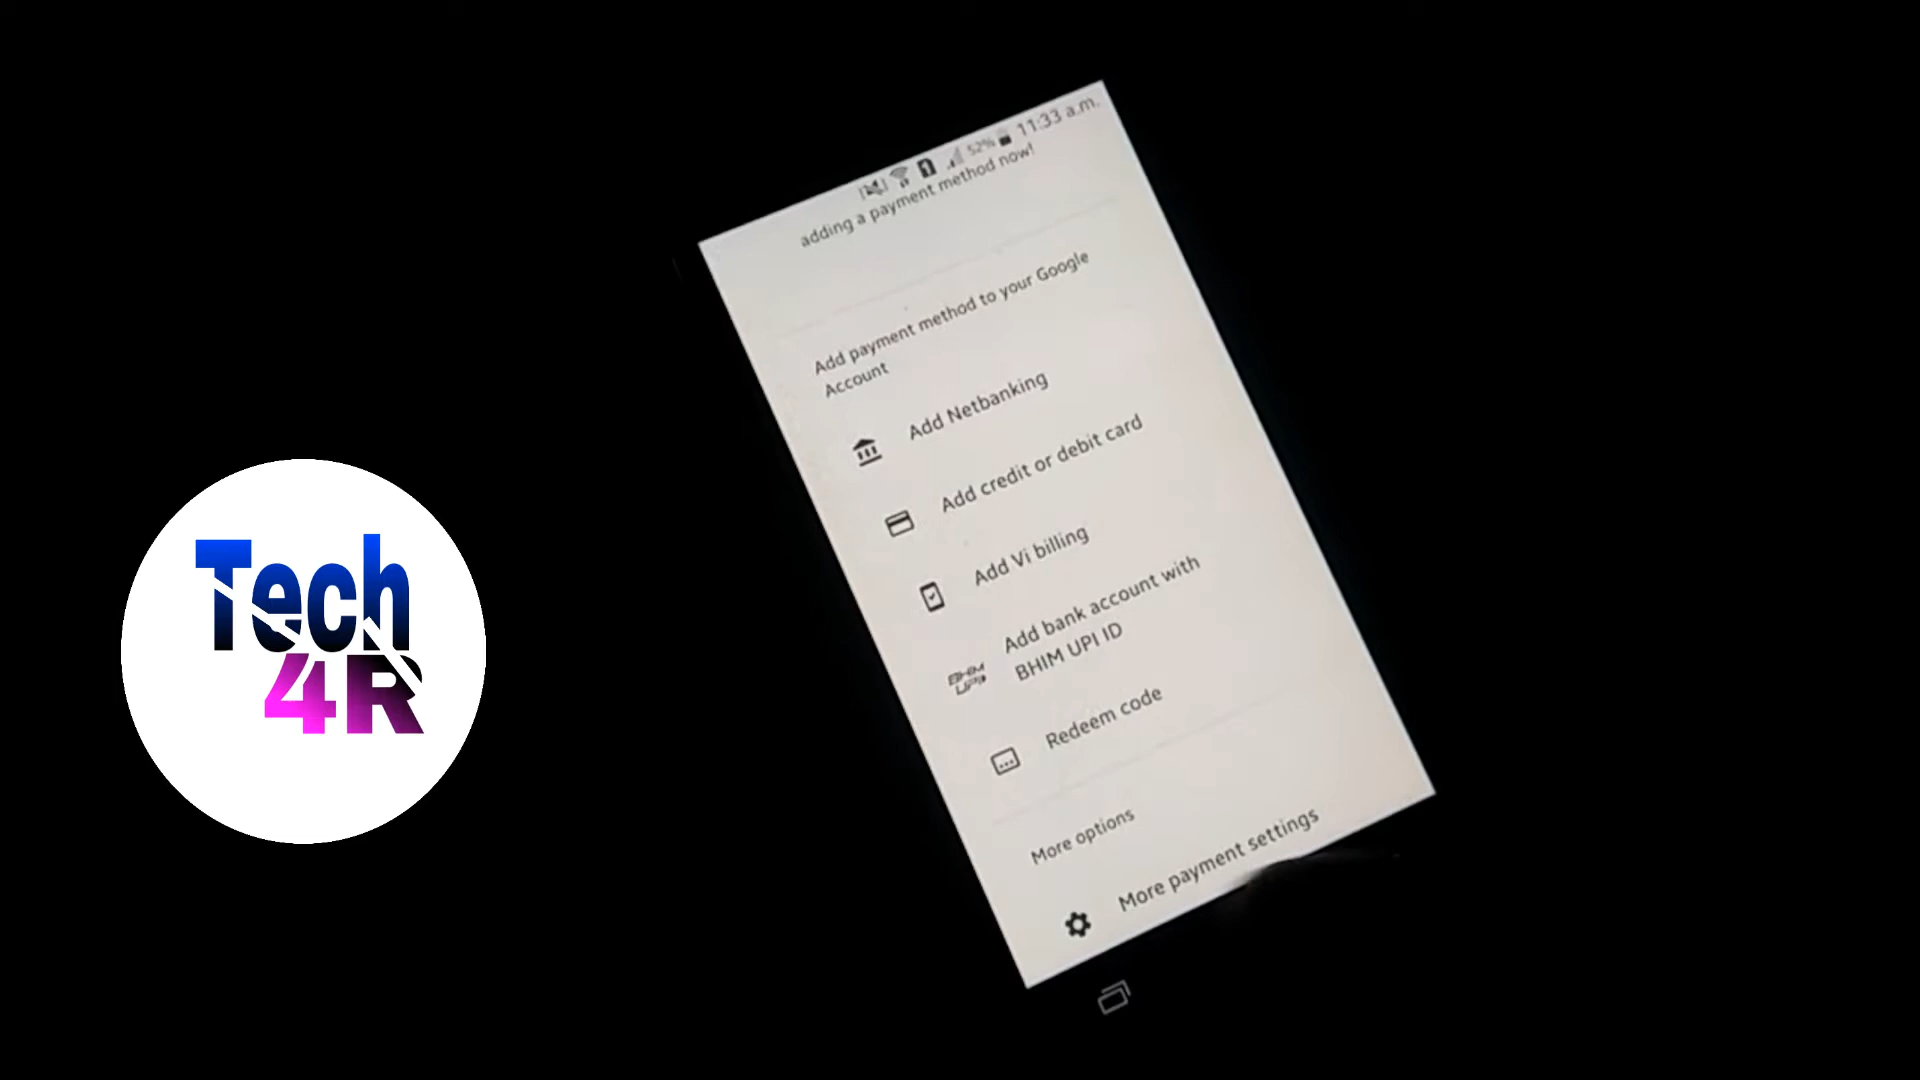 Tech
4R
52% 11:33 a.m.
adding a payment method now!
Add payment method to your Google
Account
Add Netbanking
Add credit or debit card
Add Vi billing
Add bank account with
BHIM UPI ID
BHIM
UPI
Redeem code
More options
More payment settings